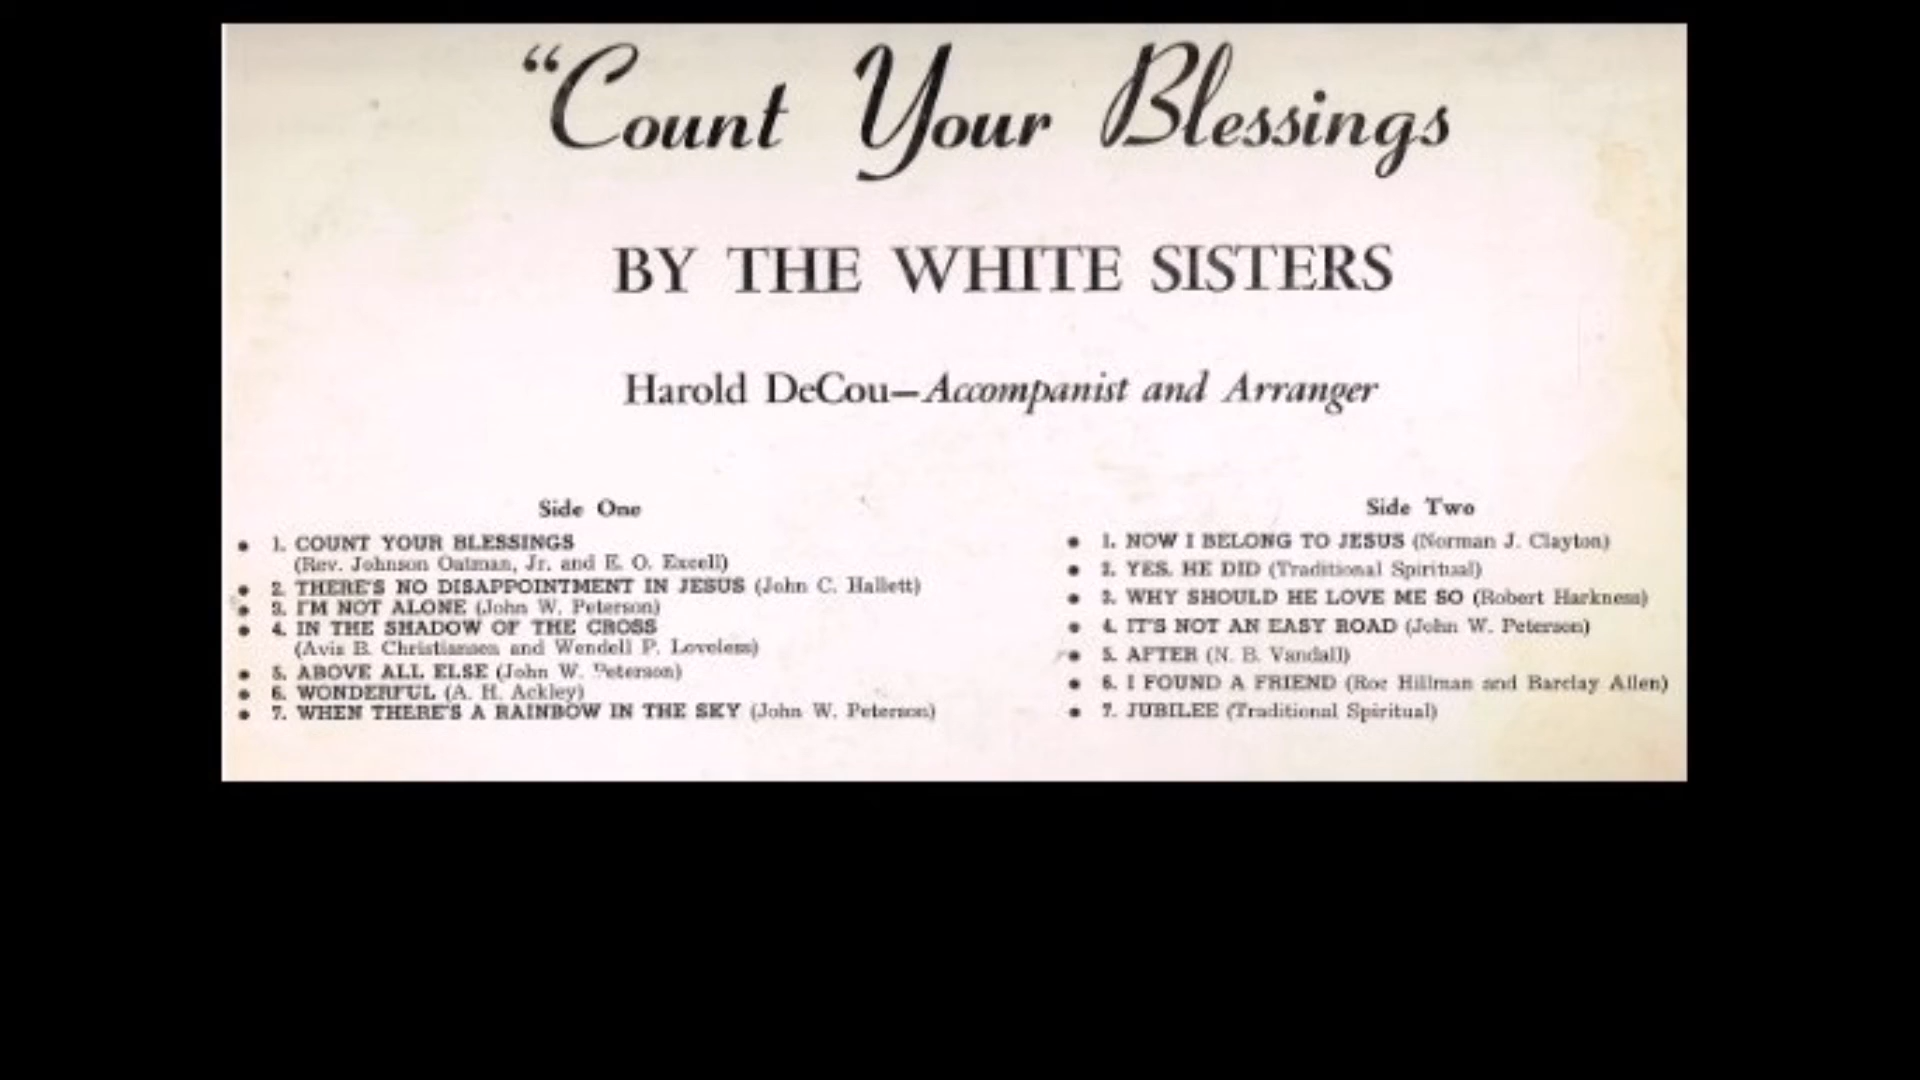 “Count Your Blessings
BY THE WHITE SISTERS
Harold DeCou—Accompanist and Arranger
Side One
• 1. COUNT YOUR BLESSINGS
(Rev. Johnson Oatman, Jr. and E. O. Excell)
• 2. THERE'S NO DISAPPOINTMENT IN JESUS (John C. Hallett)
• 3. I'M NOT ALONE (John W. Peterson)
• 4. IN THE SHADOW OF THE CROSS
(Avis B. Christiansen and Wendell P. Loveless)
• 5. ABOVE ALL ELSE (John W. Peterson)
• 6. WONDERFUL (A. H. Ackley)
• 7. WHEN THERE'S A RAINBOW IN THE SKY (John W. Peterson)
Side Two
• 1. NOW I BELONG TO JESUS (Norman J. Clayton)
• 2. YES, HE DID (Traditional Spiritual)
• 3. WHY SHOULD HE LOVE ME SO (Robert Harkness)
• 4. IT'S NOT AN EASY ROAD (John W. Peterson)
• 5. AFTER (N. B. Vandall)
• 6. I FOUND A FRIEND (Roc Hillman and Barclay Allen)
• 7. JUBILEE (Traditional Spiritual)